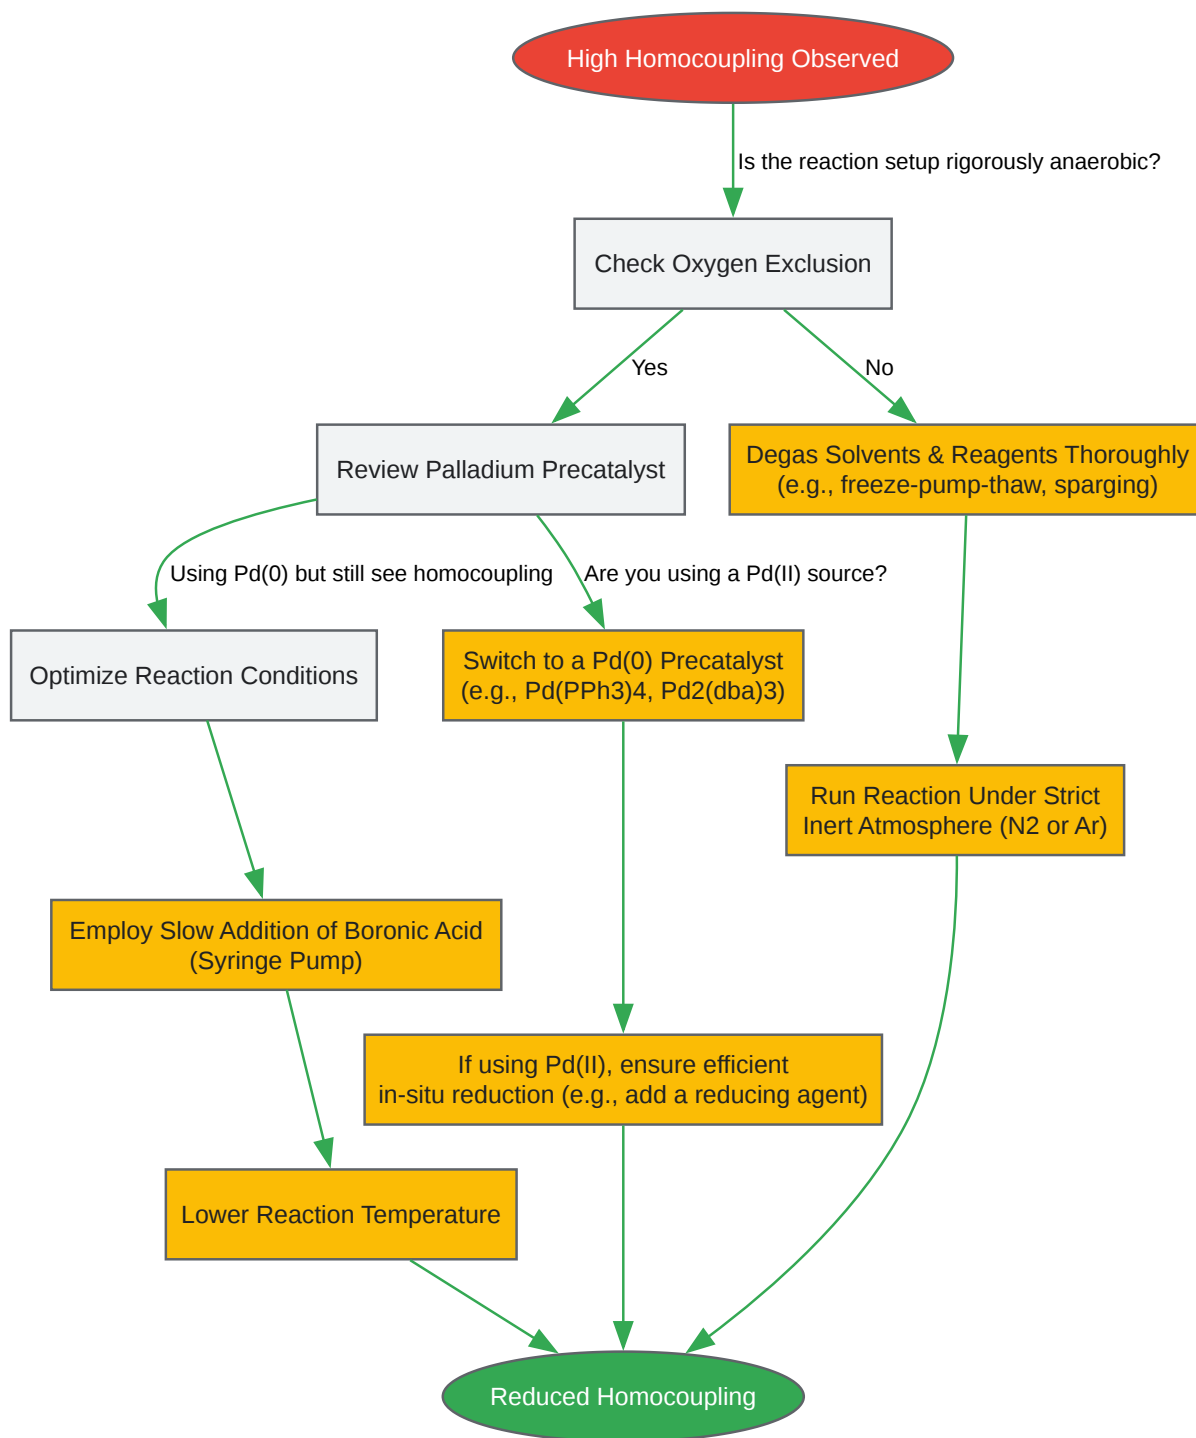 High Homocoupling Observed
Is the reaction setup rigorously anaerobic?
Check Oxygen Exclusion
Yes
No
Review Palladium Precatalyst
Degas Solvents & Reagents Thoroughly
(e.g., freeze-pump-thaw, sparging)
Using Pd(0) but still see homocoupling
Are you using a Pd(II) source?
Optimize Reaction Conditions
Switch to a Pd(0) Precatalyst
(e.g., Pd(PPh3)4, Pd2(dba)3)
Run Reaction Under Strict
Inert Atmosphere (N2 or Ar)
Employ Slow Addition of Boronic Acid
(Syringe Pump)
If using Pd(II), ensure efficient
in-situ reduction (e.g., add a reducing agent)
Lower Reaction Temperature
Reduced Homocoupling